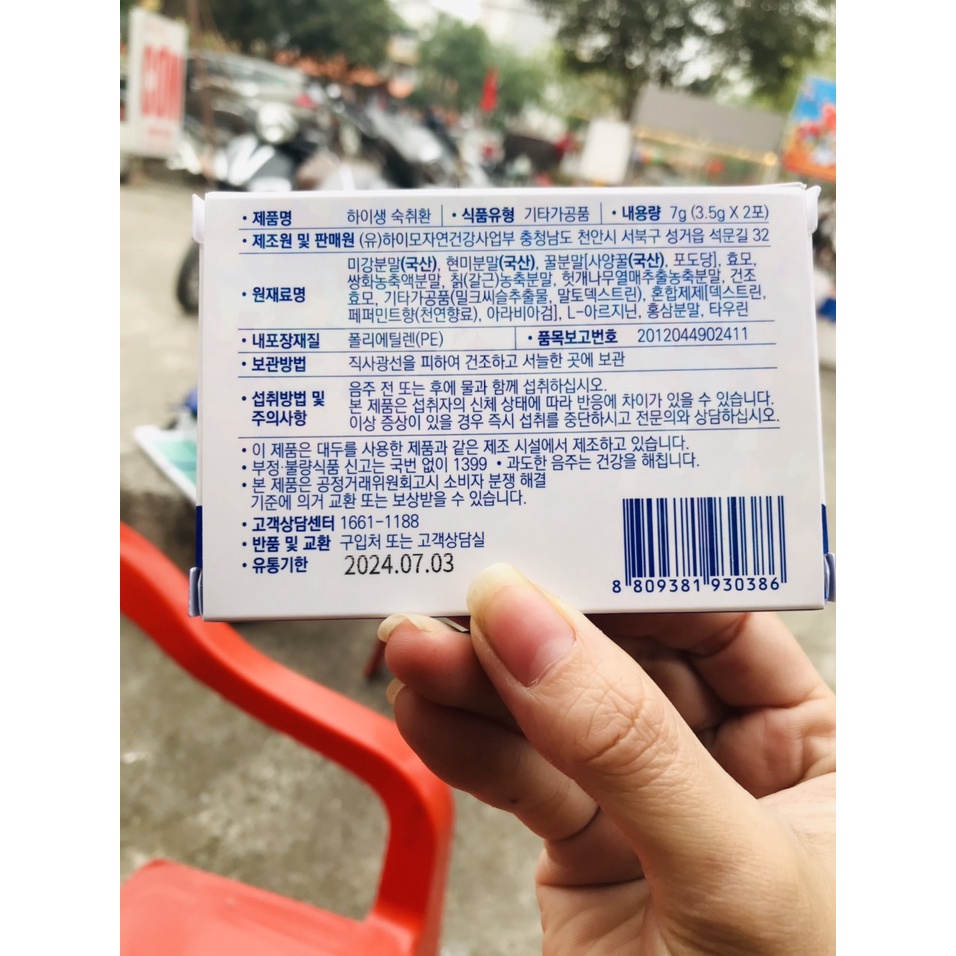 COM
• 제품명 하이생 숙취환 • 식품유형 기타가공품 • 내용량 7g (3.5g X 2포)
• 제조원 및 판매원 (유)하이모자연건강사업부 충청남도 천안시 서북구 성거읍 석문길 32
• 원재료명 미강분말(국산), 현미분말(국산), 꿀분말[사양꿀(국산), 포도당], 효모,
쌍화농축액분말, 칡(갈근)농축분말, 헛개나무열매추출농축분말, 건조
효모, 기타가공품(밀크씨슬추출물, 말토덱스트린), 혼합제제[덱스트린,
페퍼민트향(천연향료), 아라비아검], L-아르지닌, 홍삼분말, 타우린
• 내포장재질 폴리에틸렌(PE) • 품목보고번호 2012044902411
• 보관방법 직사광선을 피하여 건조하고 서늘한 곳에 보관
• 섭취방법 및 주의사항 음주 전 또는 후에 물과 함께 섭취하십시오.
본 제품은 섭취자의 신체 상태에 따라 반응에 차이가 있을 수 있습니다.
이상 증상이 있을 경우 즉시 섭취를 중단하시고 전문의와 상담하십시오.
• 이 제품은 대두를 사용한 제품과 같은 제조 시설에서 제조하고 있습니다.
• 부정·불량식품 신고는 국번 없이 1399 • 과도한 음주는 건강을 해칩니다.
• 본 제품은 공정거래위원회고시 소비자 분쟁 해결
기준에 의거 교환 또는 보상받을 수 있습니다.
• 고객상담센터 1661-1188
• 반품 및 교환 구입처 또는 고객상담실
• 유통기한 2024.07.03
8 809381 930386